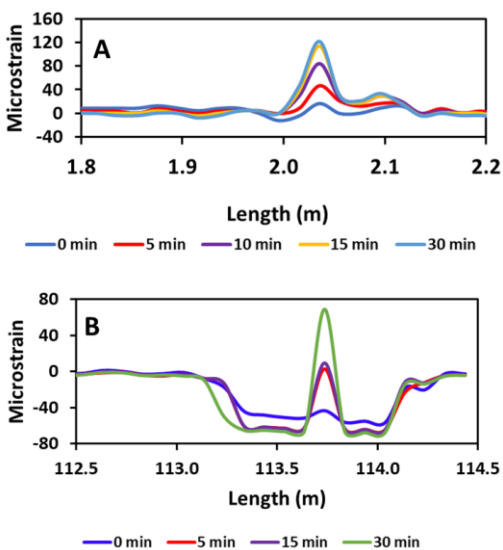 A
Microstrain
160
120
80
40
0
-40
1.8 1.9 2.0 2.1 2.2
Length (m)
0 min 5 min 10 min 15 min 30 min
B
Microstrain
80
40
0
-40
-80
112.5 113.0 113.5 114.0 114.5
Length (m)
0 min 5 min 15 min 30 min